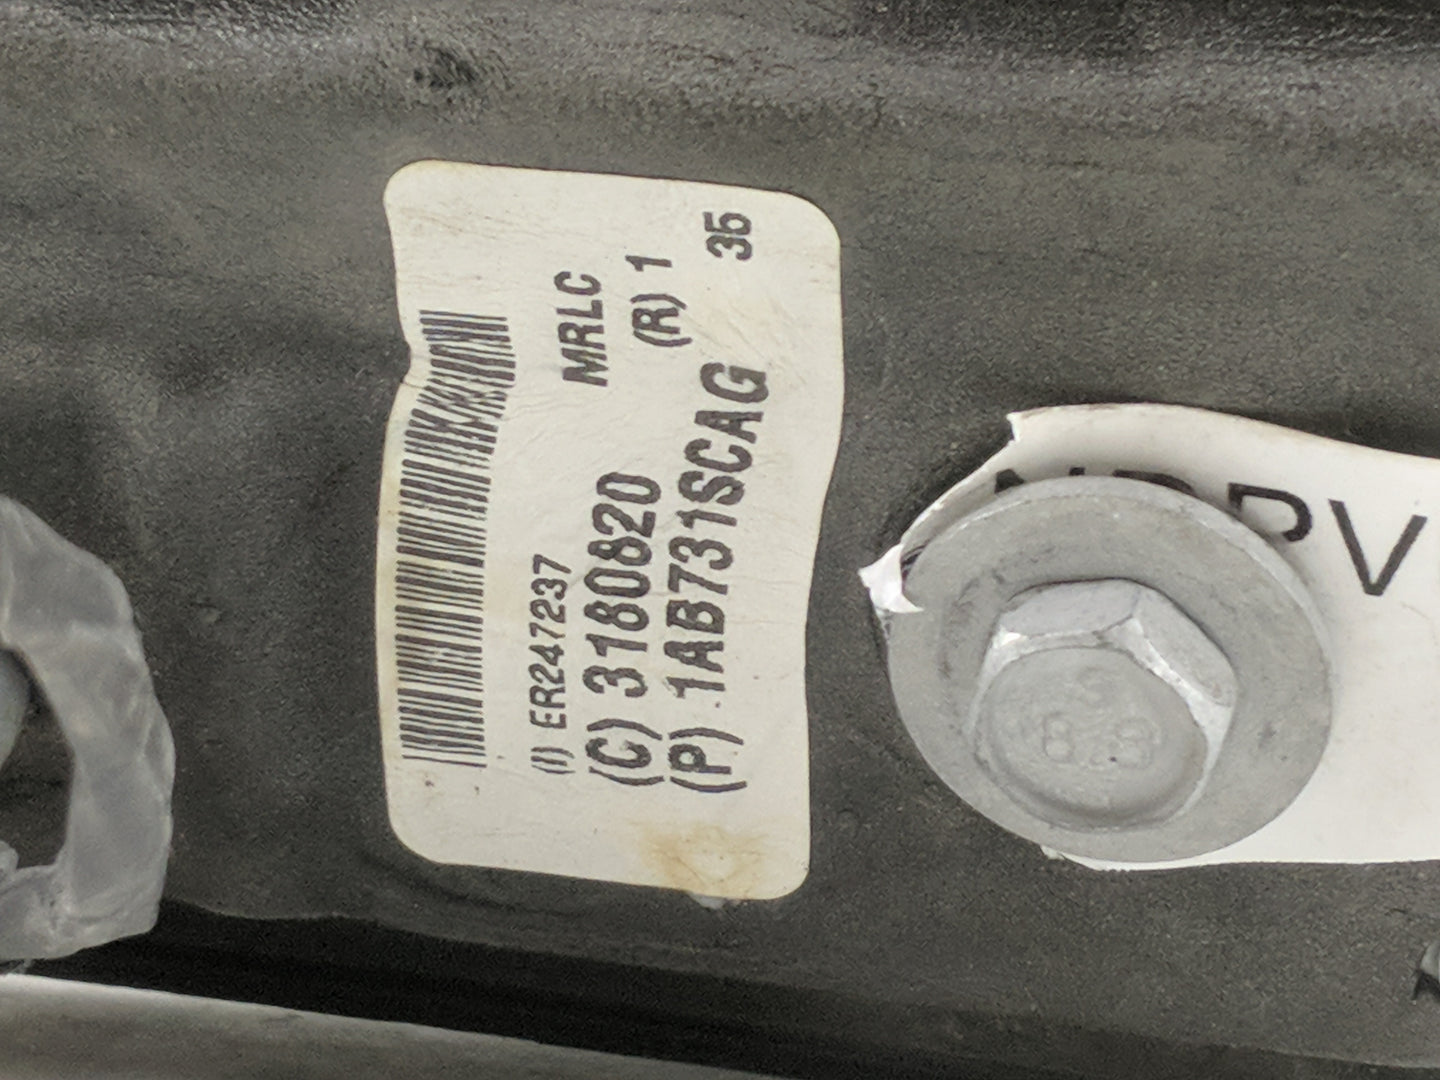 (I) ER247237
MRLC
(C) 3180820
(R) 1
(P) 1AB731SCAG
35
8.8